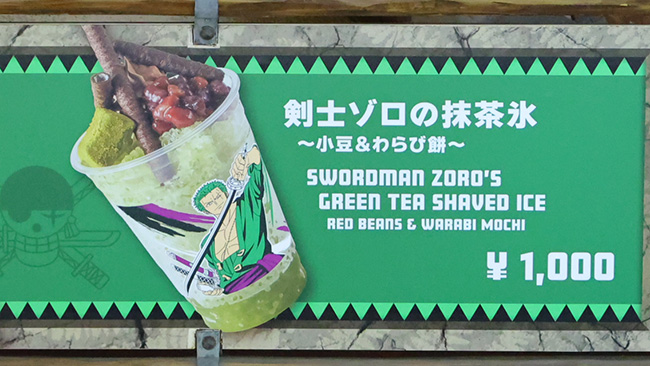 剣士ゾロの抹茶氷
～小豆&わらび餅～
SWORDMAN ZORO'S
GREEN TEA SHAVED ICE
RED BEANS & WARABI MOCHI
¥ 1,000